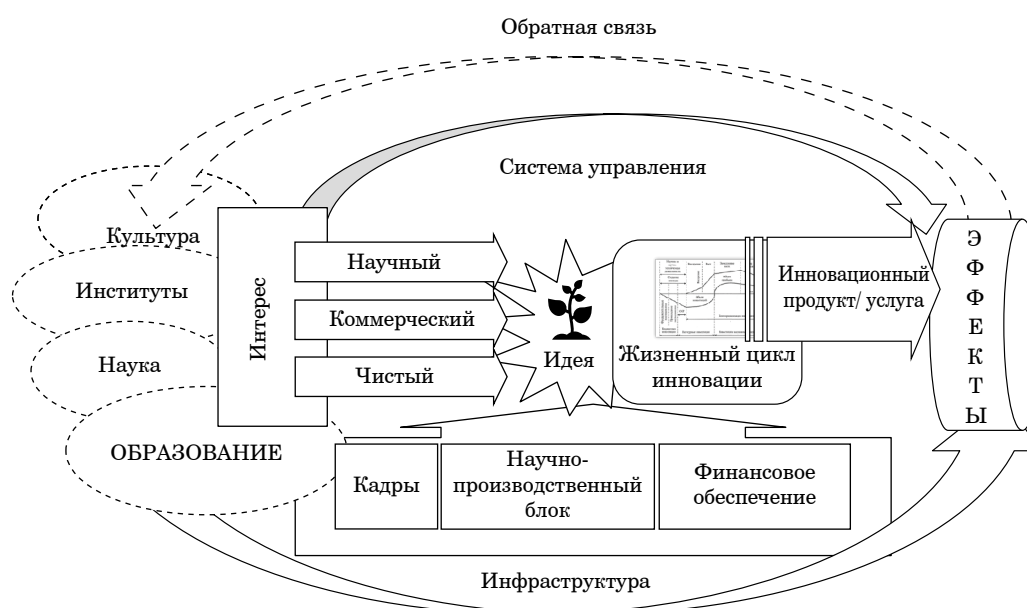 Обратная связь
Система управления
Культура
Институты
Наука
ОБРАЗОВАНИЕ
Интерес
Научный
Коммерческий
Чистый
Идея
Жизненный цикл
инновации
Инновационный
продукт/ услуга
ЭФФЕКТЫ
Кадры
Научно-
производственный
блок
Финансовое
обеспечение
Инфраструктура